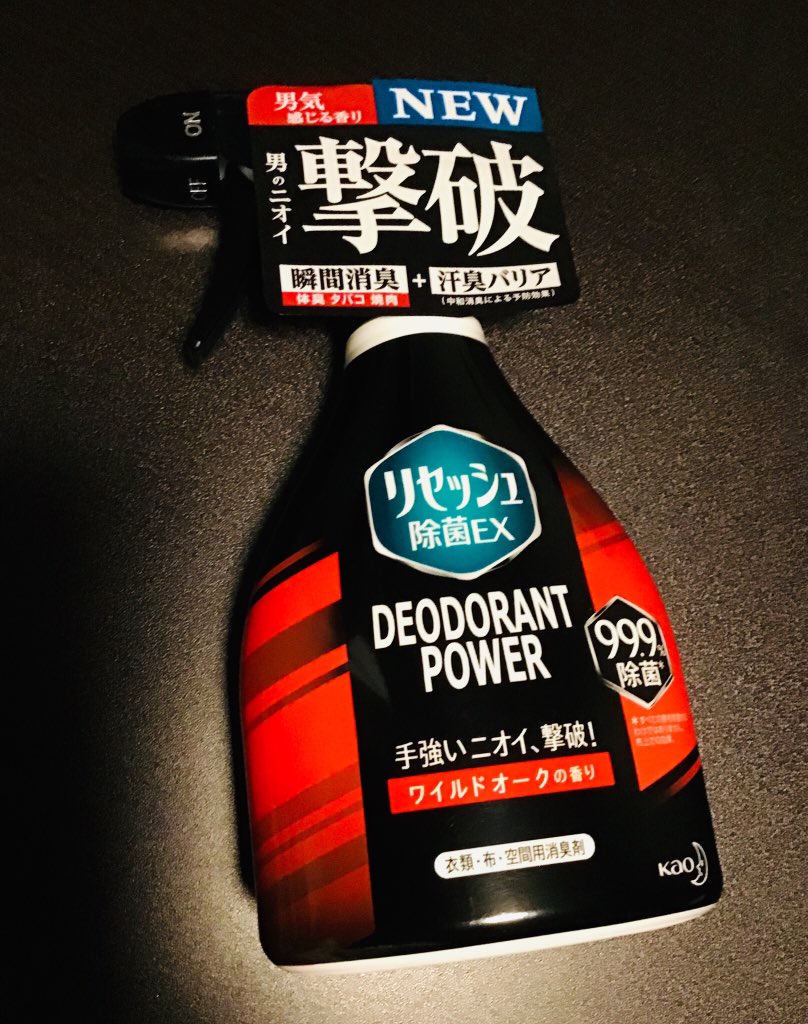 NO
男気
感じる香り
NEW
男のニオイ
撃破
瞬間消臭+汗臭バリア
体臭 タバコ 焼肉
(中和消臭による予防効果)
リセッシュ
除菌EX
DEODORANT
POWER
99.9%
除菌*
手強いニオイ、撃破!
ワイルドオークの香り
衣類・布・空間用消臭剤
Kao